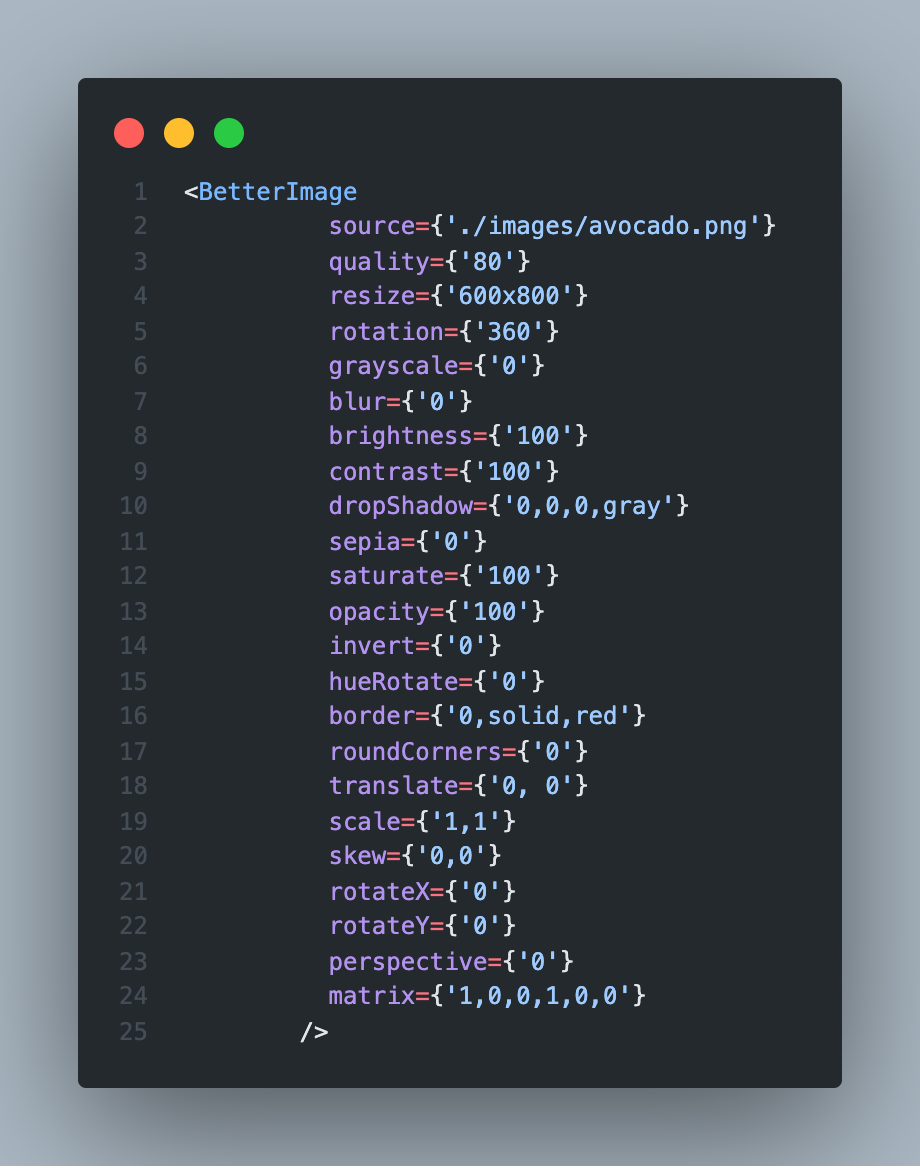 1 <BetterImage
2 source={'./images/avocado.png'}
3 quality={'80'}
4 resize={'600x800'}
5 rotation={'360'}
6 grayscale={'0'}
7 blur={'0'}
8 brightness={'100'}
9 contrast={'100'}
10 dropShadow={'0,0,0,gray'}
11 sepia={'0'}
12 saturate={'100'}
13 opacity={'100'}
14 invert={'0'}
15 hueRotate={'0'}
16 border={'0,solid,red'}
17 roundCorners={'0'}
18 translate={'0, 0'}
19 scale={'1,1'}
20 skew={'0,0'}
21 rotateX={'0'}
22 rotateY={'0'}
23 perspective={'0'}
24 matrix={'1,0,0,1,0,0'}
25 />